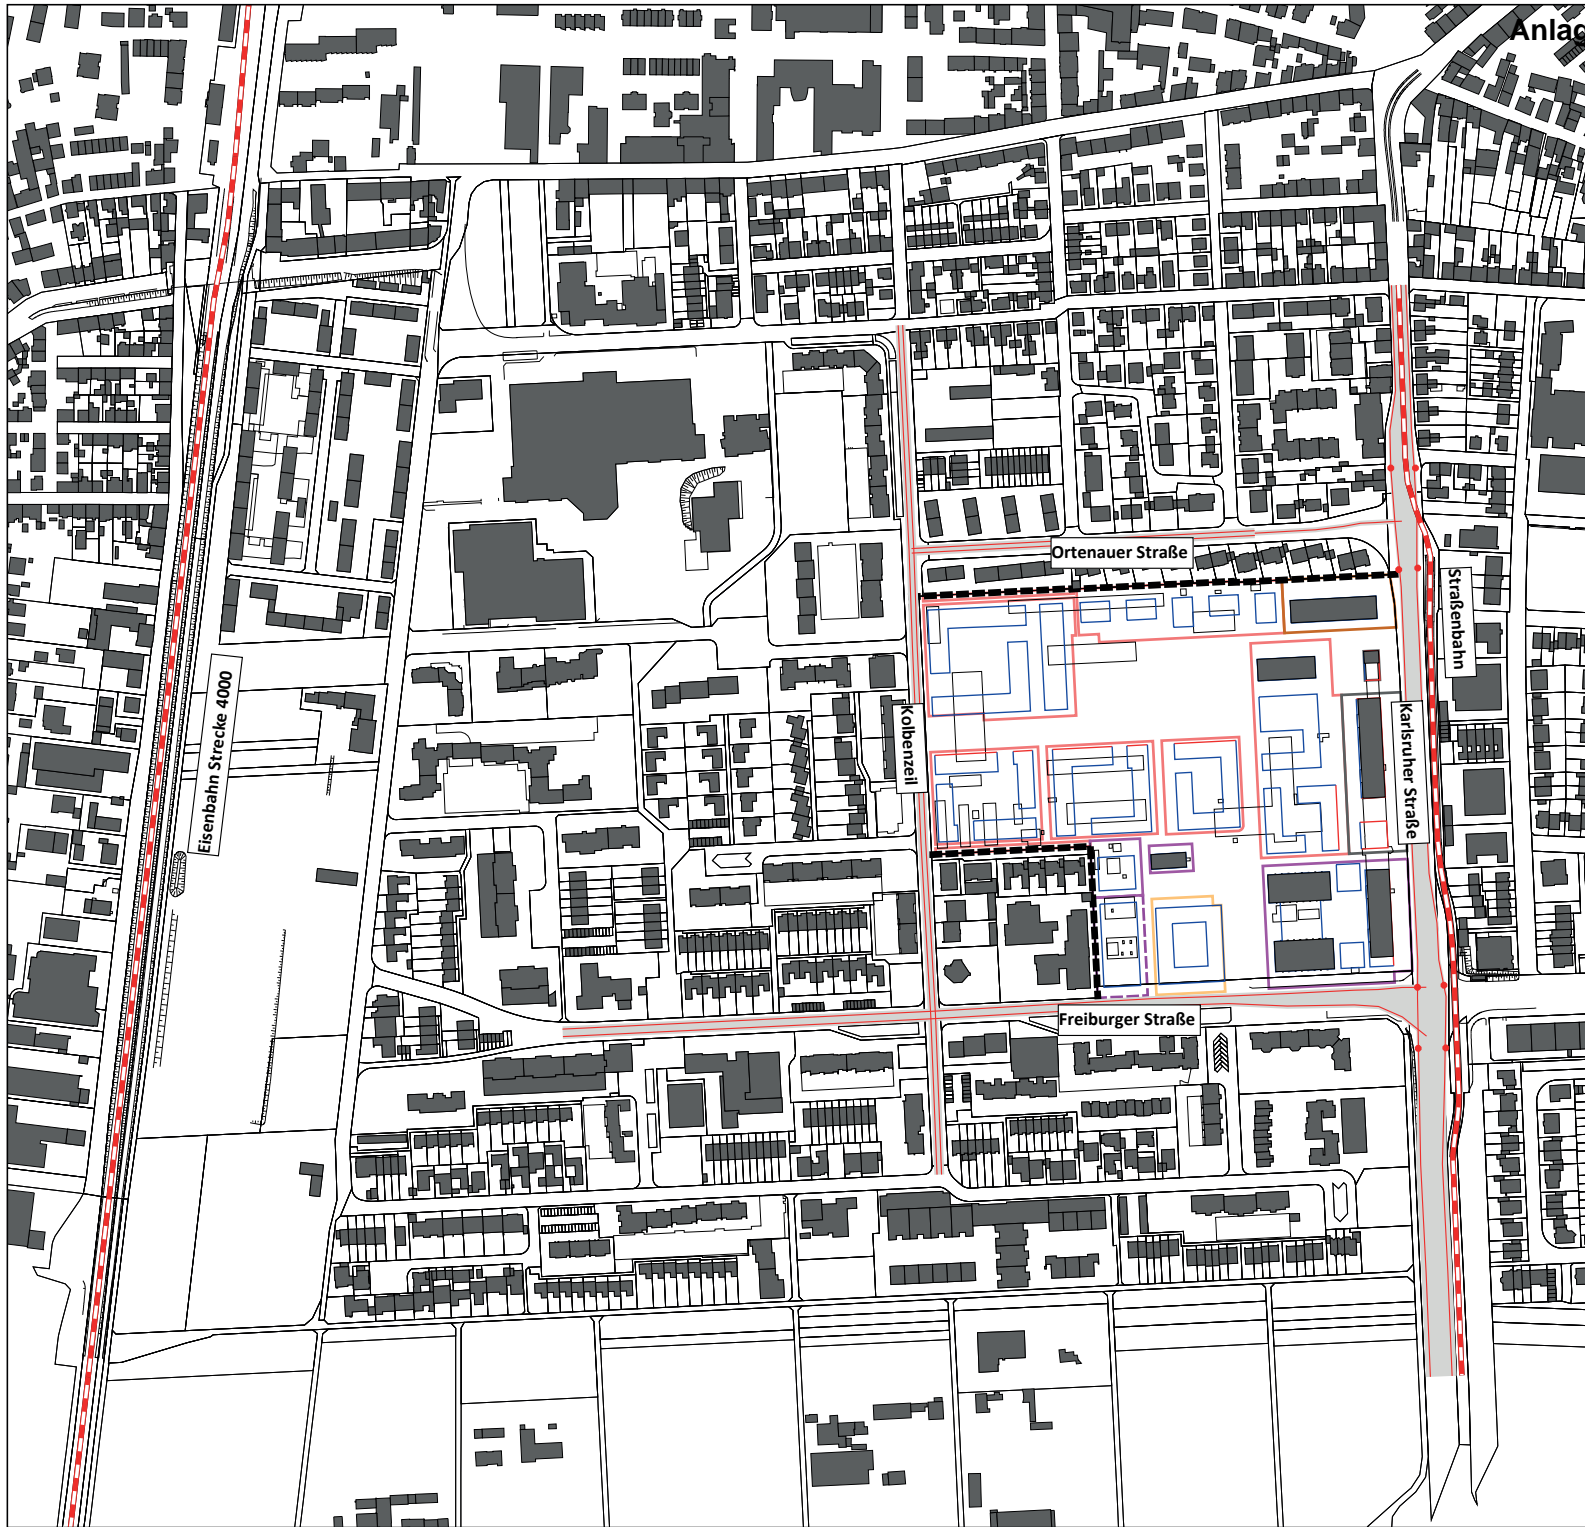 Anlag
Ortenauer Straße
Straßenbahn
Eisenbahn Strecke 4000
Kolbenzeil
Karlsruher Straße
Freiburger Straße